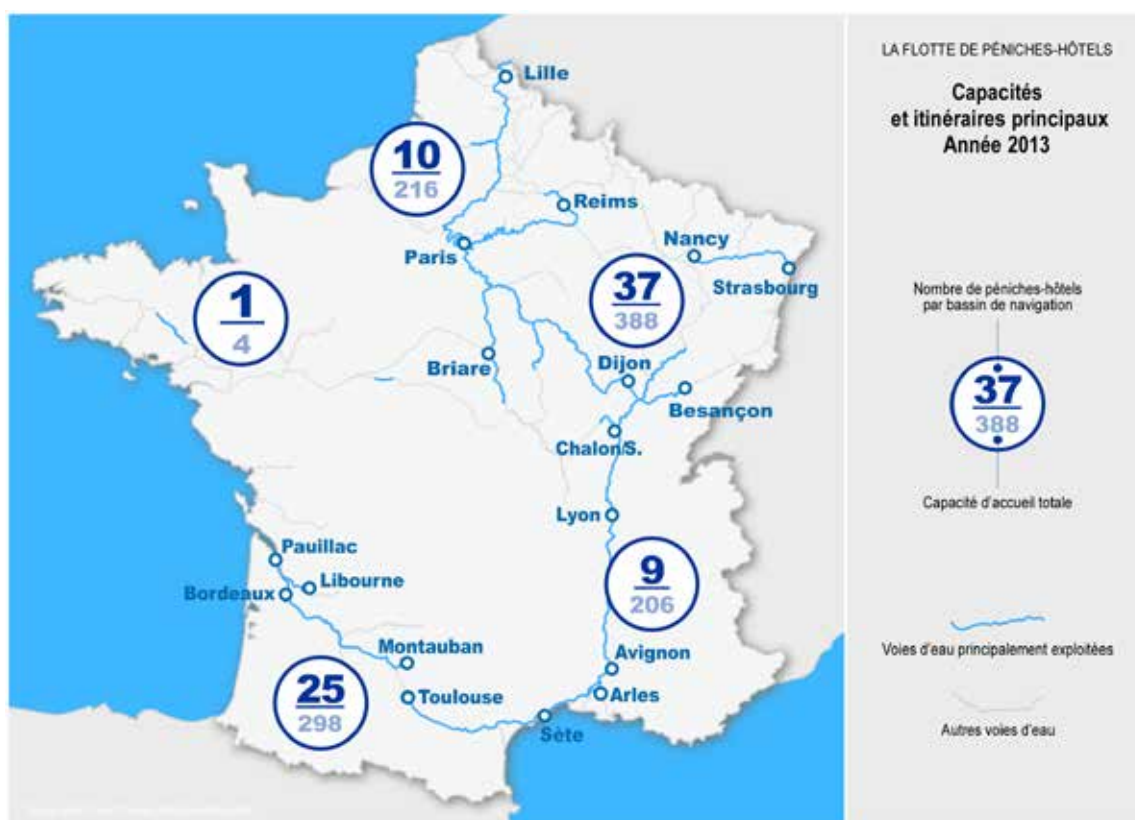 Lille
10
216
Reims
Paris
Nancy
Strasbourg
37
388
1
4
Briare
Dijon
Besançon
Chalon/S.
Lyon
Pauillac
Libourne
Bordeaux
9
206
Montauban
Avignon
25
298
Toulouse
Arles
Sète
LA FLOTTE DE PÉNICHES-HÔTELS
Capacités
et itinéraires principaux
Année 2013
Nombre de péniches-hôtels
par bassin de navigation
37
388
Capacité d'accueil totale
Voies d'eau principalement exploitées
Autres voies d'eau